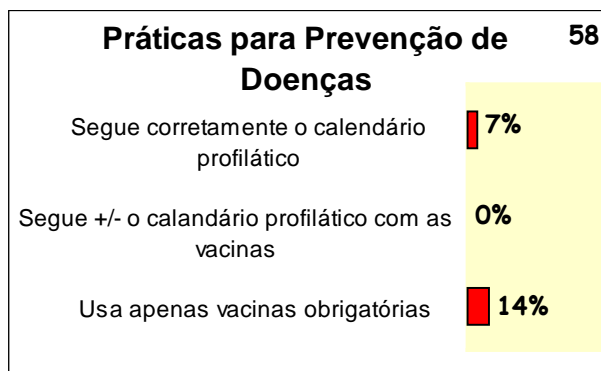 Práticas para Prevenção de 58
Doenças
Segue corretamente o calendário
profilático
7%
Segue +/- o calandário profilático com as
vacinas
0%
Usa apenas vacinas obrigatórias
14%